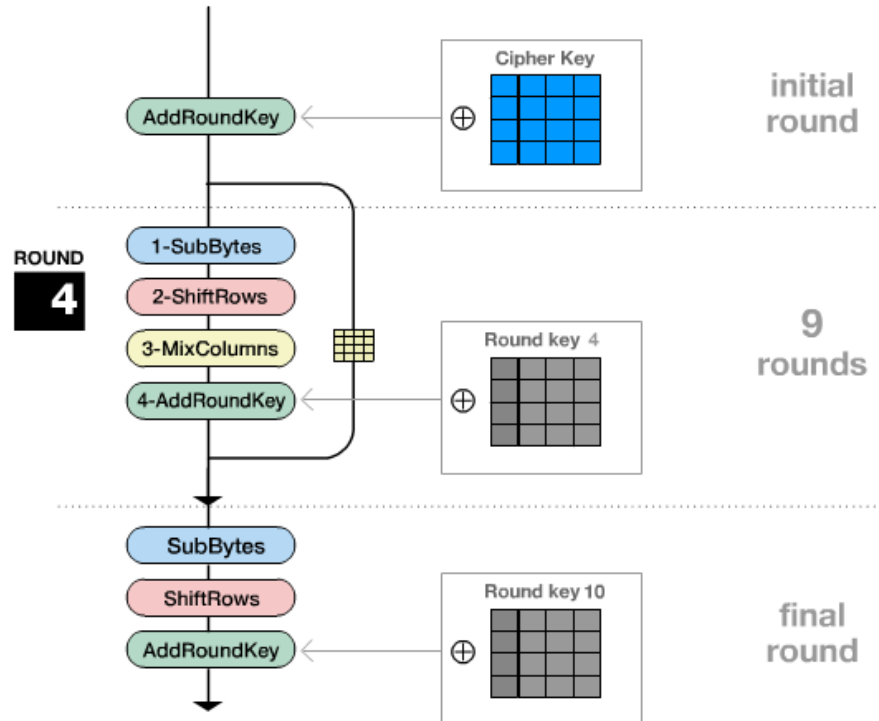 Cipher Key
AddRoundKey
initial
round
1-SubBytes
ROUND
4
2-ShiftRows
3-MixColumns
4-AddRoundKey
Round key 4
9
rounds
SubBytes
ShiftRows
AddRoundKey
Round key 10
final
round